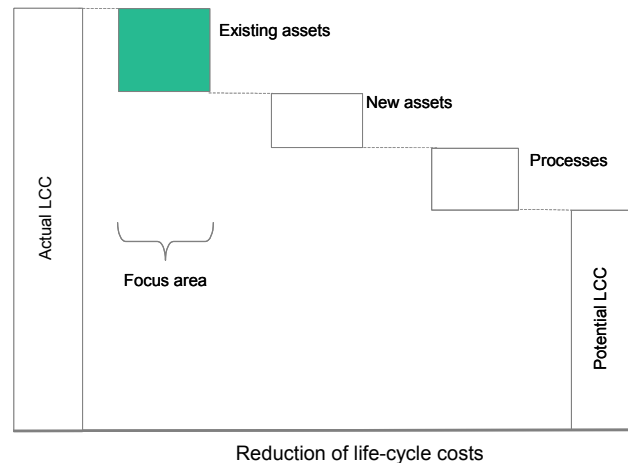 Existing assets
New assets
Processes
Actual LCC
Focus area
Potential LCC
Reduction of life-cycle costs